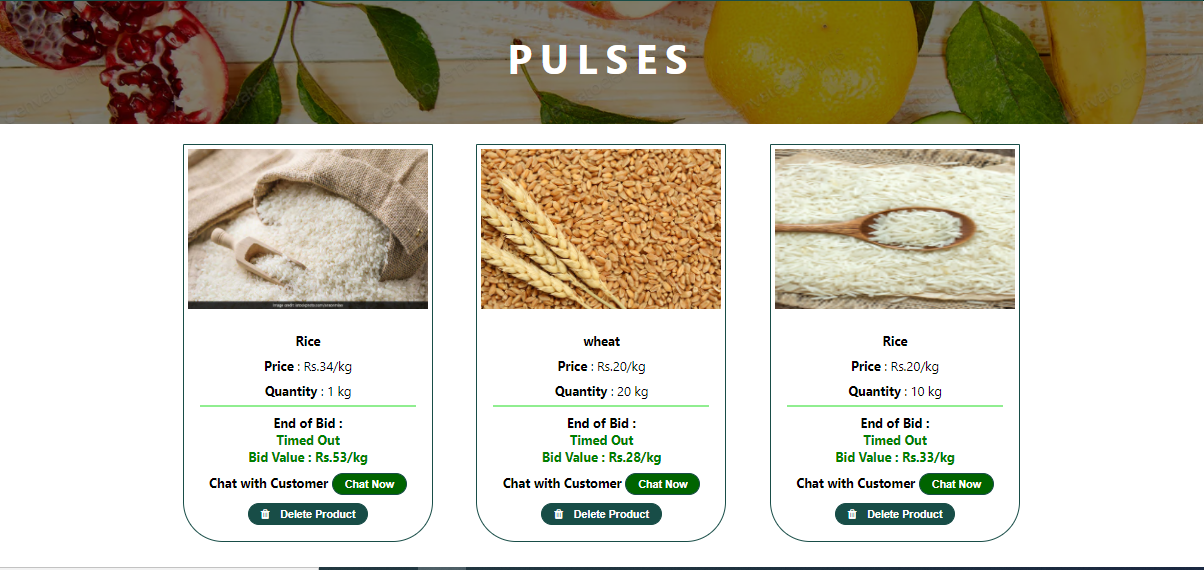 PULSES
Rice
Price : Rs.34/kg
Quantity : 1 kg
End of Bid :
Timed Out
Bid Value : Rs.53/kg
Chat with Customer Chat Now
Delete Product
wheat
Price : Rs.20/kg
Quantity : 20 kg
End of Bid :
Timed Out
Bid Value : Rs.28/kg
Chat with Customer Chat Now
Delete Product
Rice
Price : Rs.20/kg
Quantity : 10 kg
End of Bid :
Timed Out
Bid Value : Rs.33/kg
Chat with Customer Chat Now
Delete Product